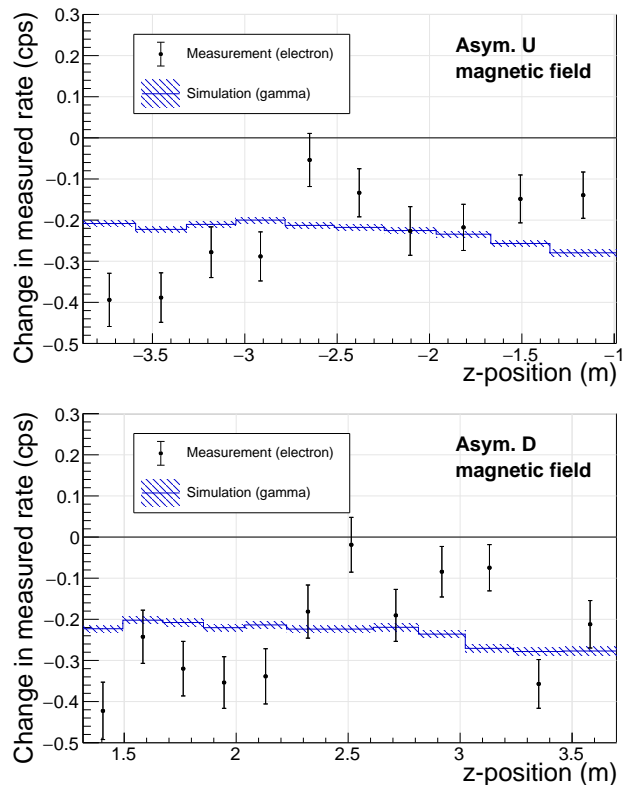 Change in measured rate (cps)
0.3
0.2
0.1
0
−0.1
−0.2
−0.3
−0.4
−0.5
Measurement (electron)
Simulation (gamma)
Asym. U
magnetic field
−3.5 −3 −2.5 −2 −1.5 −1
z-position (m)
Change in measured rate (cps)
0.3
0.2
0.1
0
−0.1
−0.2
−0.3
−0.4
−0.5
Measurement (electron)
Simulation (gamma)
Asym. D
magnetic field
1.5 2 2.5 3 3.5
z-position (m)